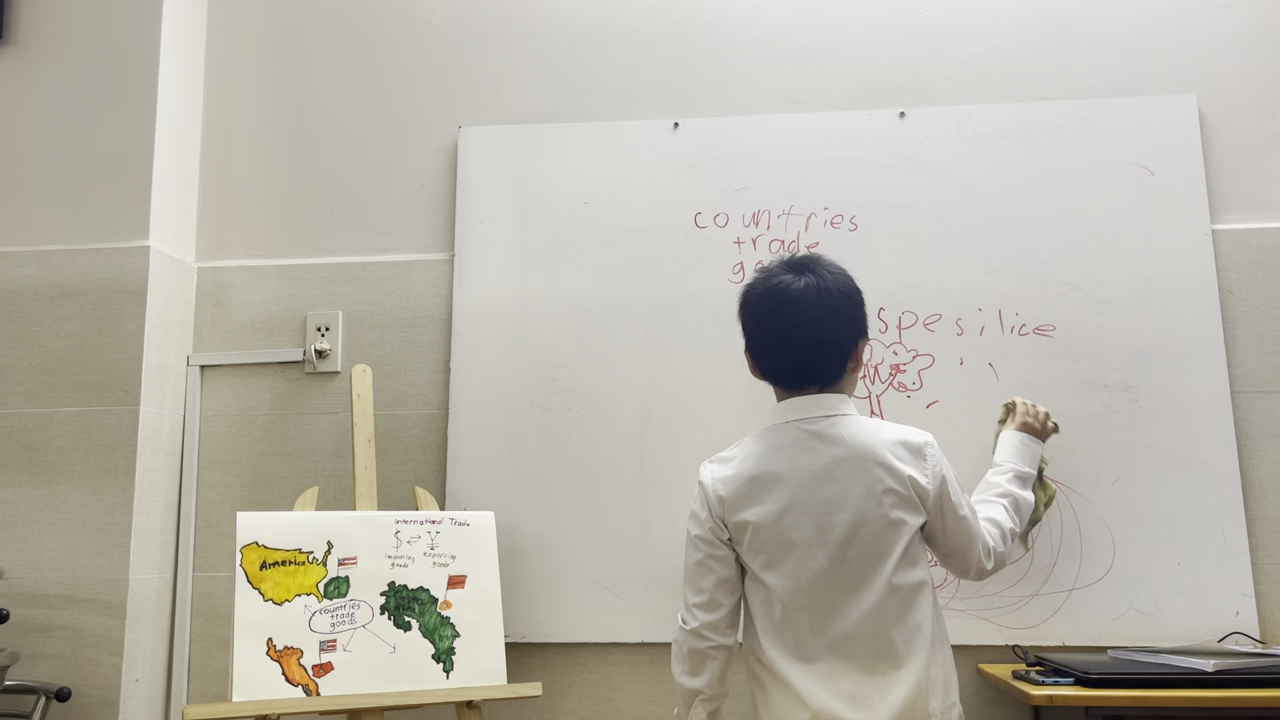 countries
trade
spesilice
international Trade
$ ⇄ ¥
importing exporting
goods goods
America
countries
trade
goods